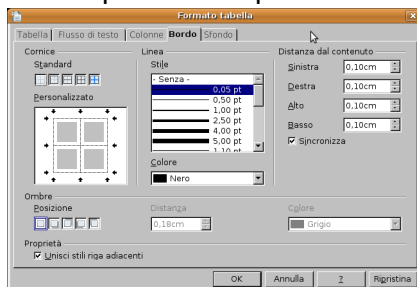 Formato tabella
Tabella Flusso di testo Colonne Bordo Sfondo
Cornice
Standard
Personalizzato
Linea
Stile
- Senza -
0,05 pt
0,50 pt
1,00 pt
2,50 pt
4,00 pt
5,00 pt
1,10 pt
Colore
Nero
Distanza dal contenuto
Sinistra 0,10cm
Destra 0,10cm
Alto 0,10cm
Basso 0,10cm
Sincronizza
Ombre
Posizione
Distanza
0,18cm
Colore
Grigio
Proprietà
Unisci stili riga adiacenti
OK Annulla ? Ripristina